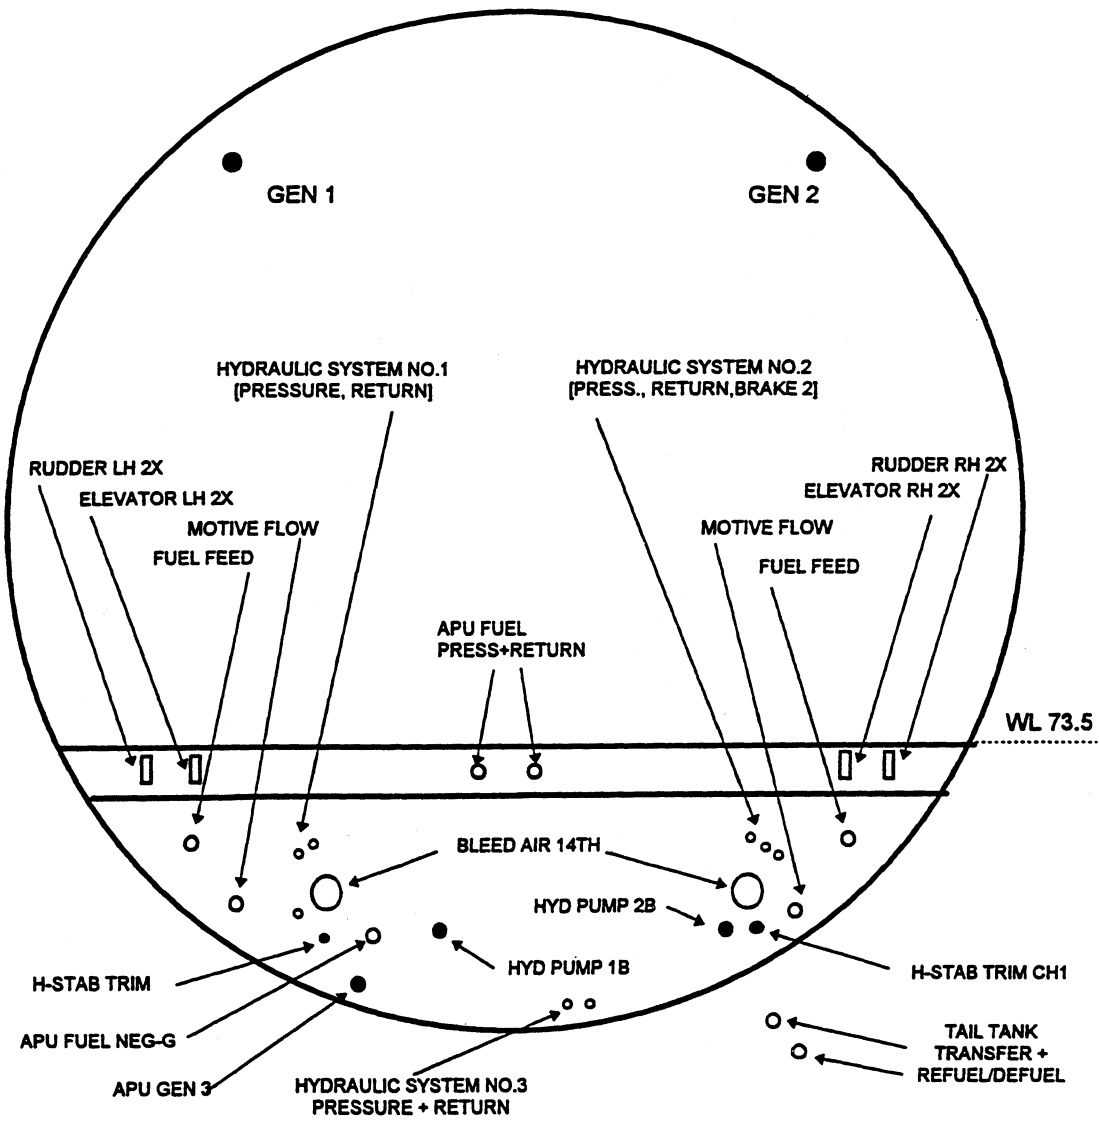 GEN 1
GEN 2
HYDRAULIC SYSTEM NO.1
[PRESSURE, RETURN]
HYDRAULIC SYSTEM NO.2
[PRESS., RETURN,BRAKE 2]
RUDDER LH 2X
ELEVATOR LH 2X
MOTIVE FLOW
FUEL FEED
RUDDER RH 2X
ELEVATOR RH 2X
MOTIVE FLOW
FUEL FEED
APU FUEL
PRESS+RETURN
WL 73.5
BLEED AIR 14TH
HYD PUMP 2B
HYD PUMP 1B
H-STAB TRIM
H-STAB TRIM CH1
APU FUEL NEG-G
APU GEN 3
HYDRAULIC SYSTEM NO.3
PRESSURE + RETURN
TAIL TANK
TRANSFER +
REFUEL/DEFUEL